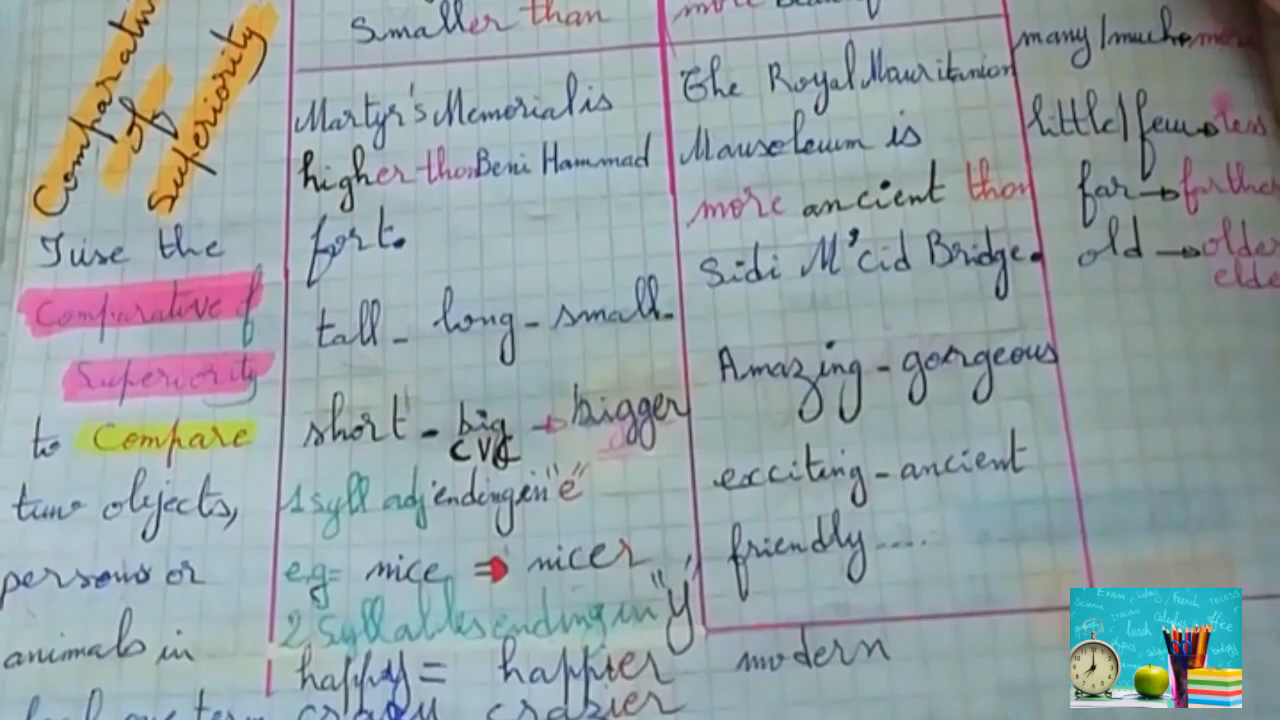 Comparative
of
Superiority
I use the
Comparative of
Superiority
to Compare
two objects,
persons or
animals in
Smaller than
Martyr's Memorial is
higher than Beni Hammad
fort.
tall - long - small.
short - big → bigger
CVC
1 syll adj ending in "e"
eg= nice ⇒ nicer
2 Syllables ending in "y"
happy = happier
crazy crazier
more
The Royal Mauritanian
Mausoleum is
more ancient than
Sidi M'cid Bridge.
Amazing - gorgeous
exciting - ancient
friendly ....
modern
many / much → more
little / few → less
far → farther
old → older
elder